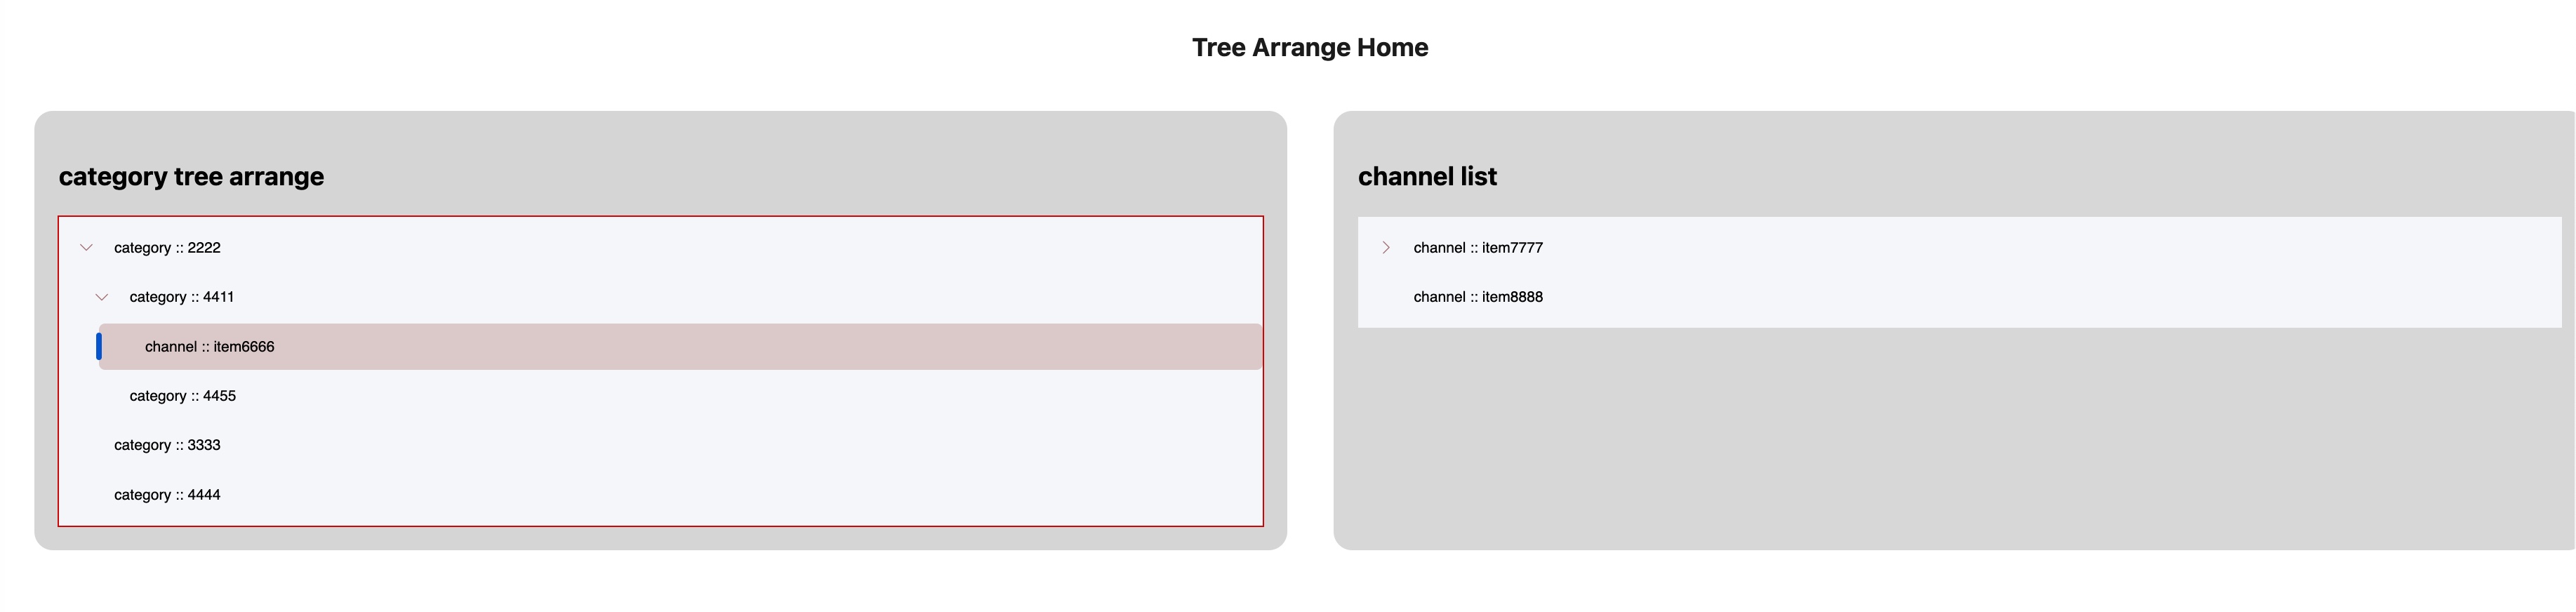 Tree Arrange Home
category tree arrange
category :: 2222
category :: 4411
channel :: item6666
category :: 4455
category :: 3333
category :: 4444
channel list
channel :: item7777
channel :: item8888